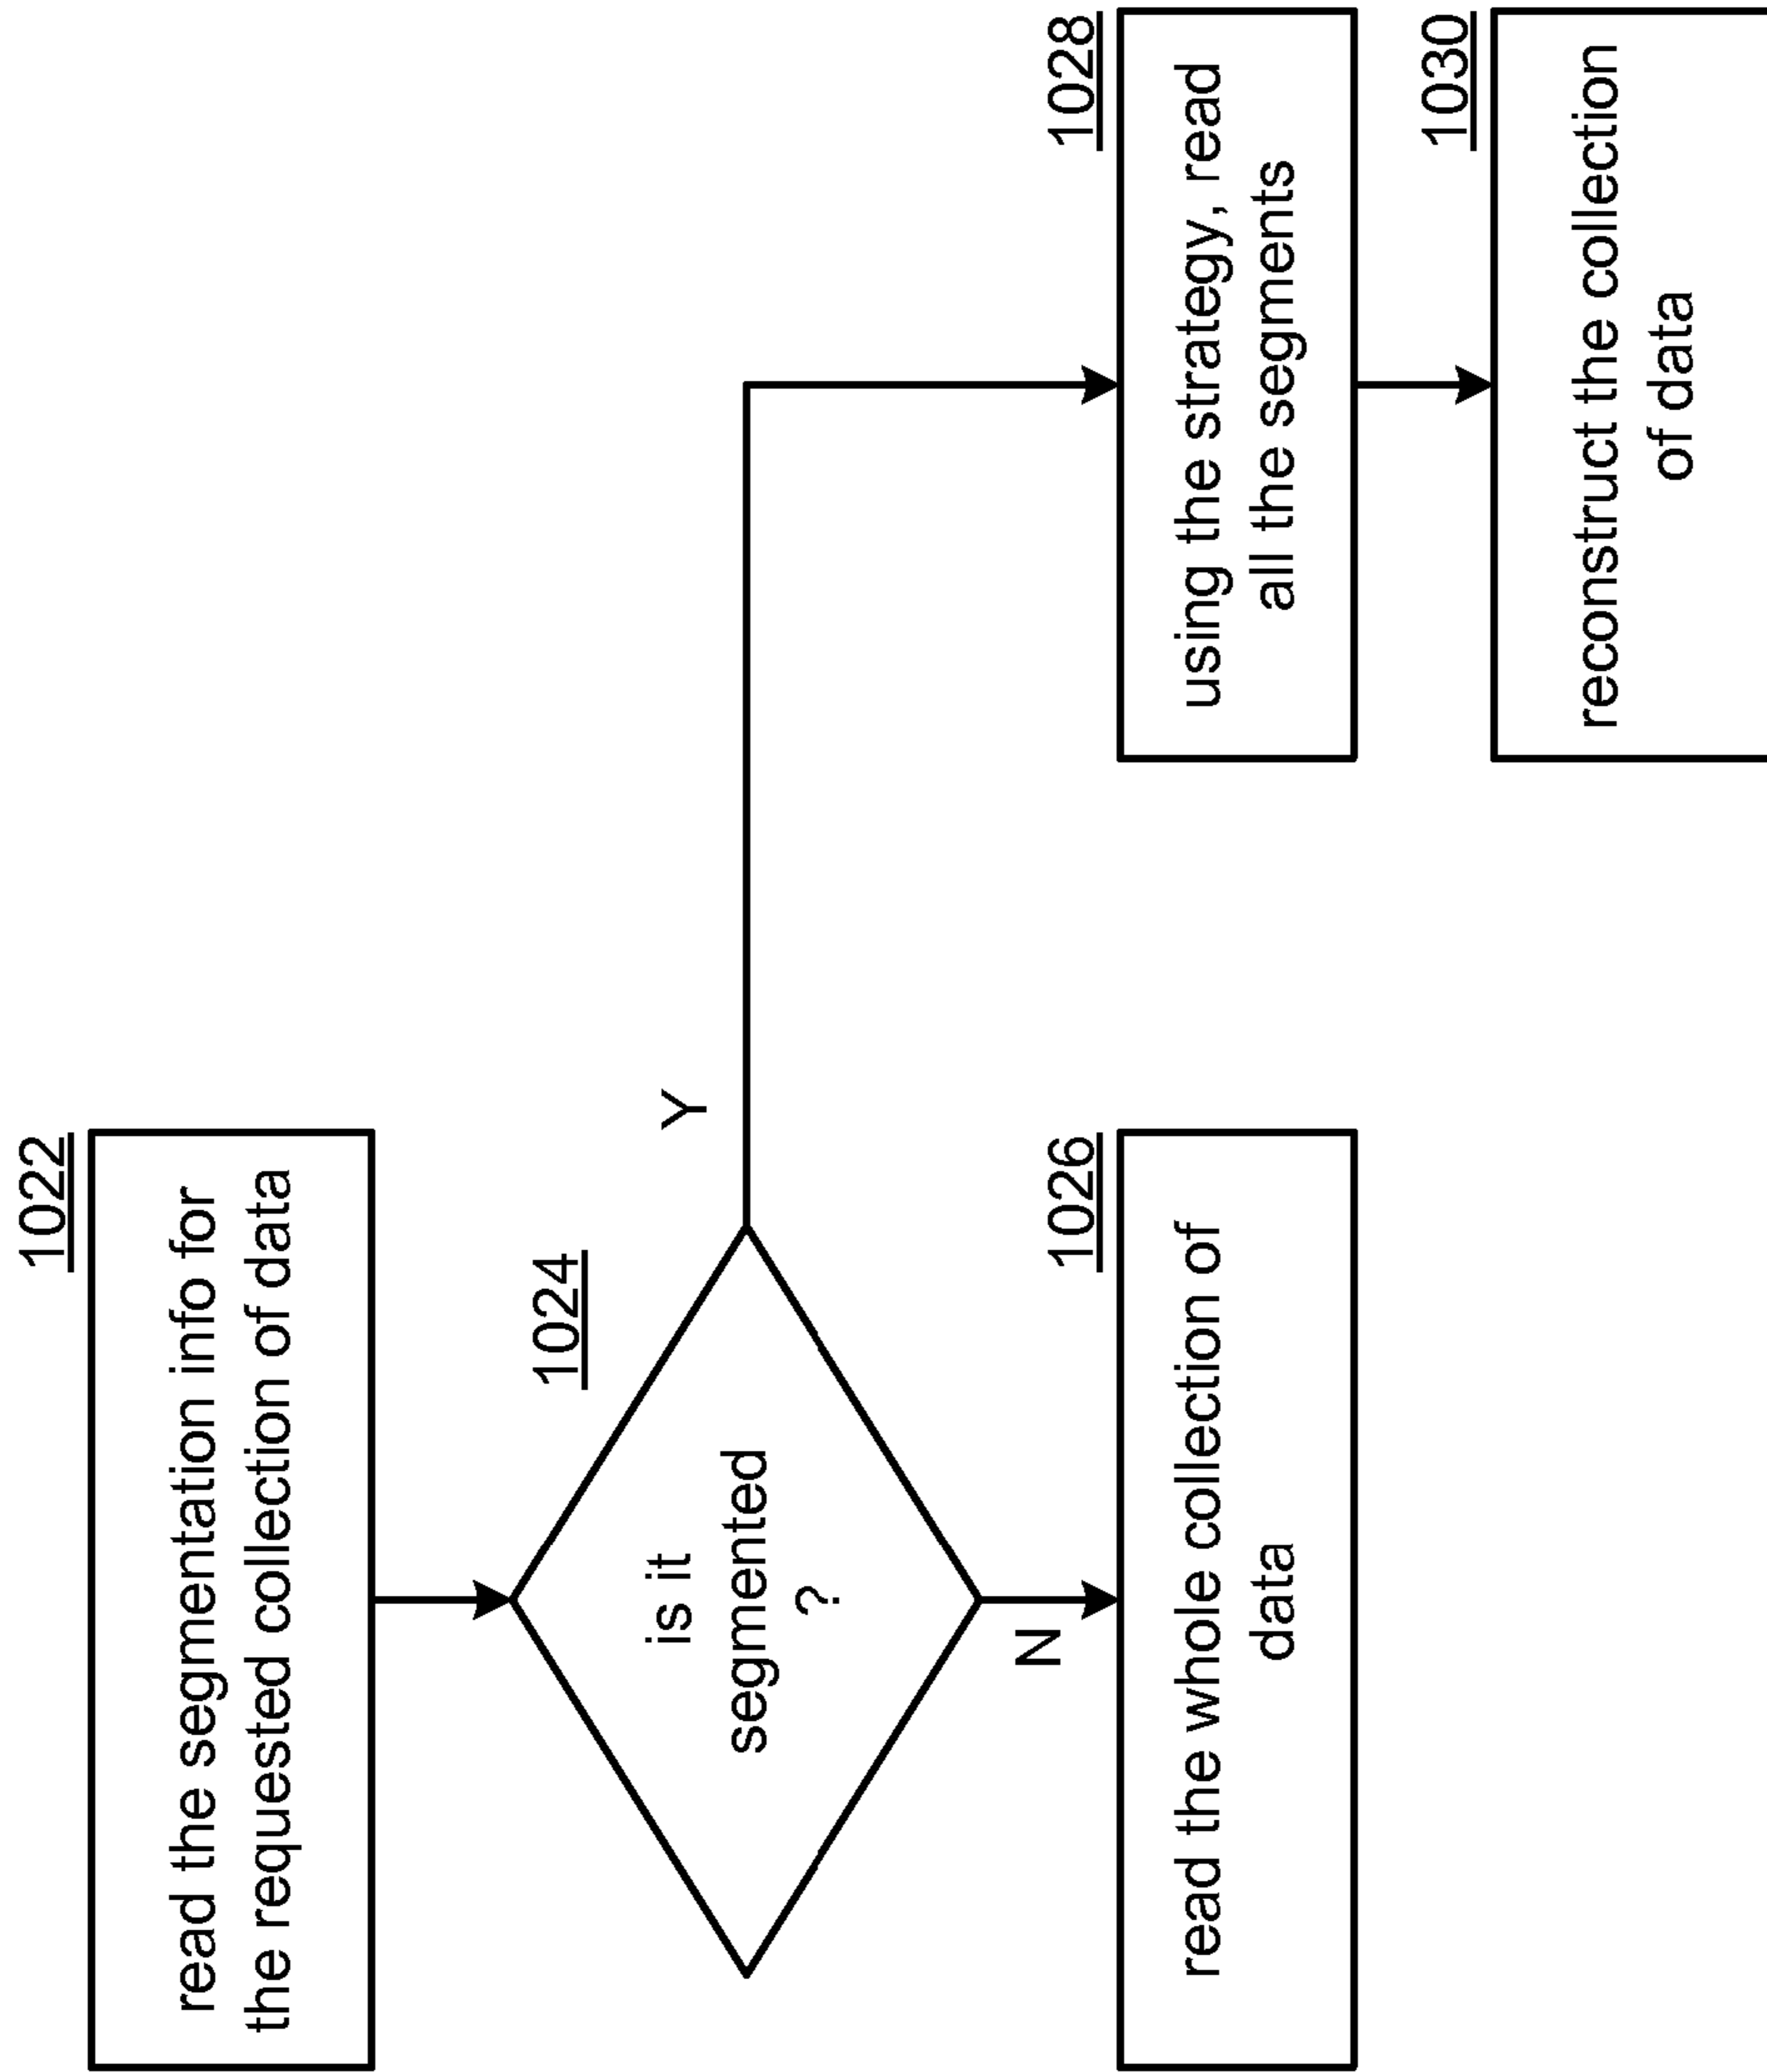 1022
read the segmentation info for
the requested collection of data
1024
is it
segmented
?
Y
N
1026
read the whole collection of
data
1028
using the strategy, read
all the segments
1030
reconstruct the collection
of data